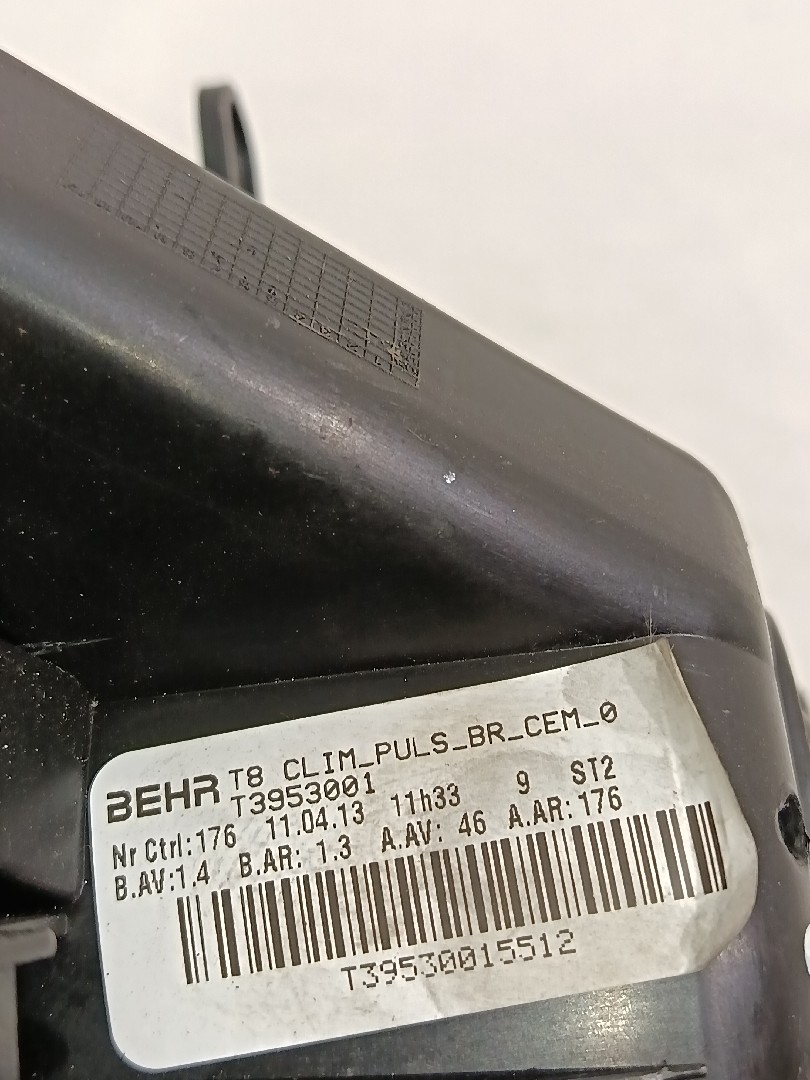 BEHR T8 CLIM_PULS_BR_CEM_0
T3953001
Nr Ctrl:176 11.04.13 11h33 9 ST2
B.AV:1.4 B.AR: 1.3 A.AV: 46 A.AR:176
T39530015512